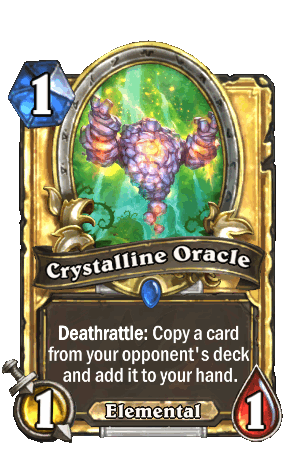 1
Crystalline Oracle
Deathrattle: Copy a card
from your opponent's deck
and add it to your hand.
1
Elemental
1